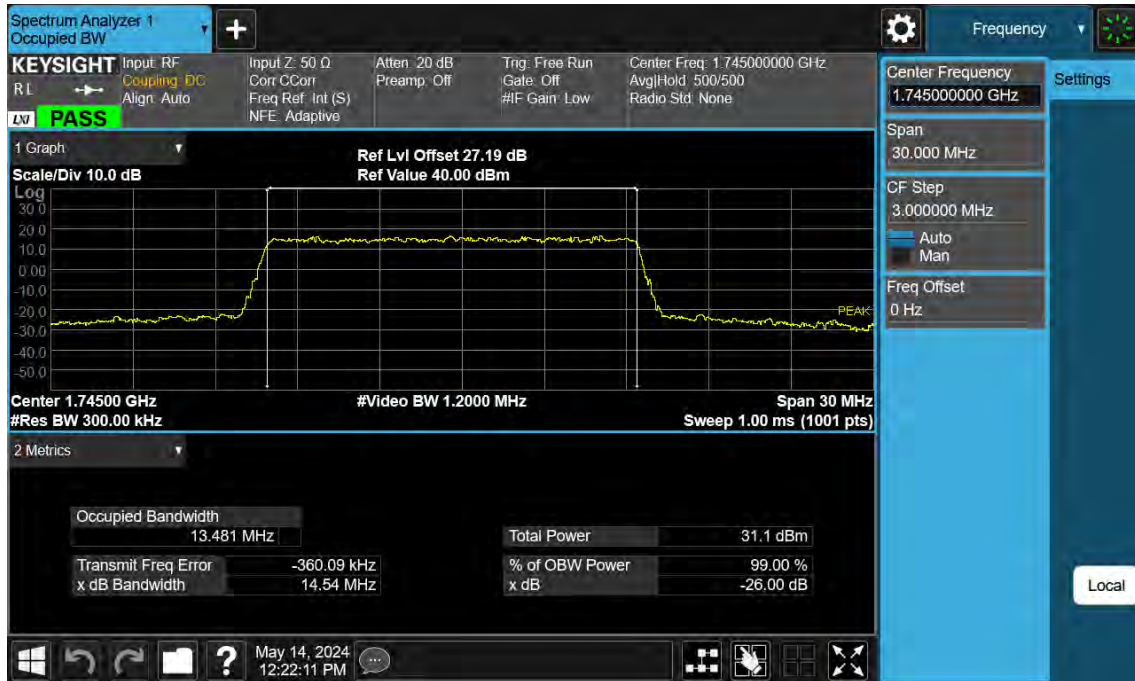 Spectrum Analyzer 1
Occupied BW
+
Frequency
KEYSIGHT
R L
LXI
PASS
Input: RF
Coupling: DC
Align: Auto
Input Z: 50 Ω
Corr CCorr
Freq Ref: Int (S)
NFE: Adaptive
Atten: 20 dB
Preamp: Off
Trig: Free Run
Gate: Off
#IF Gain: Low
Center Freq: 1.745000000 GHz
Avg|Hold: 500/500
Radio Std: None
Center Frequency
1.745000000 GHz
Settings
Span
30.000 MHz
CF Step
3.000000 MHz
Auto
Man
Freq Offset
0 Hz
Local
1 Graph
Scale/Div 10.0 dB
Ref Lvl Offset 27.19 dB
Ref Value 40.00 dBm
Log
30.0
20.0
10.0
0.00
-10.0
-20.0
-30.0
-40.0
-50.0
PEAK
Center 1.74500 GHz
#Video BW 1.2000 MHz
Span 30 MHz
#Res BW 300.00 kHz
Sweep 1.00 ms (1001 pts)
2 Metrics
Occupied Bandwidth
13.481 MHz
Total Power 31.1 dBm
Transmit Freq Error -360.09 kHz
% of OBW Power 99.00 %
x dB Bandwidth 14.54 MHz
x dB -26.00 dB
?
May 14, 2024
12:22:11 PM